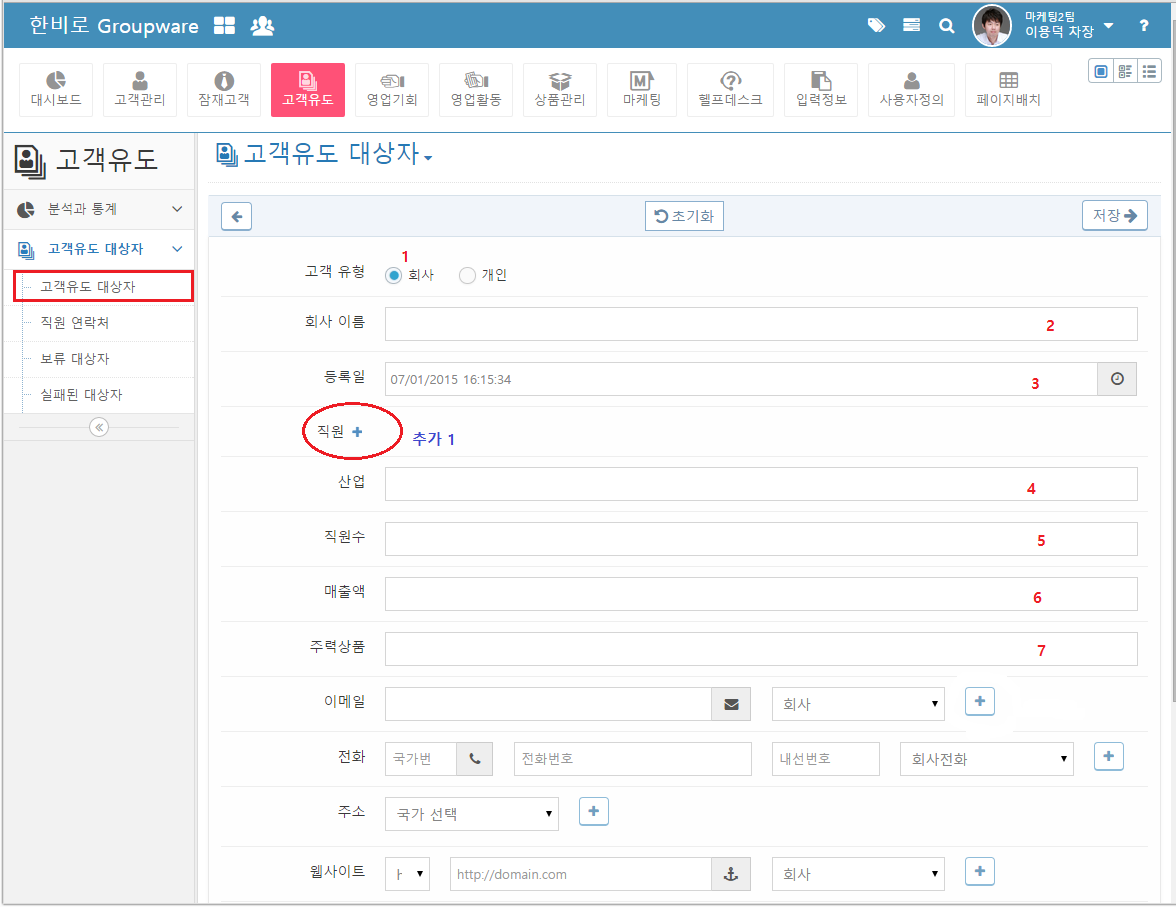 한비로 Groupware
마케팅2팀
이용덕 차장
?
대시보드 고객관리 잠재고객 고객유도 영업기회 영업활동 상품관리 마케팅 헬프데스크 입력정보 사용자정의 페이지배치
고객유도
분석과 통계
고객유도 대상자
고객유도 대상자
직원 연락처
보류 대상자
실패된 대상자
고객유도 대상자
초기화
저장
1
고객 유형 회사 개인
회사 이름 2
등록일 07/01/2015 16:15:34 3
직원 + 추가 1
산업 4
직원수 5
매출액 6
주력상품 7
이메일 회사 +
전화 국가번 전화번호 내선번호 회사전화 +
주소 국가 선택 +
웹사이트 http://domain.com 회사 +